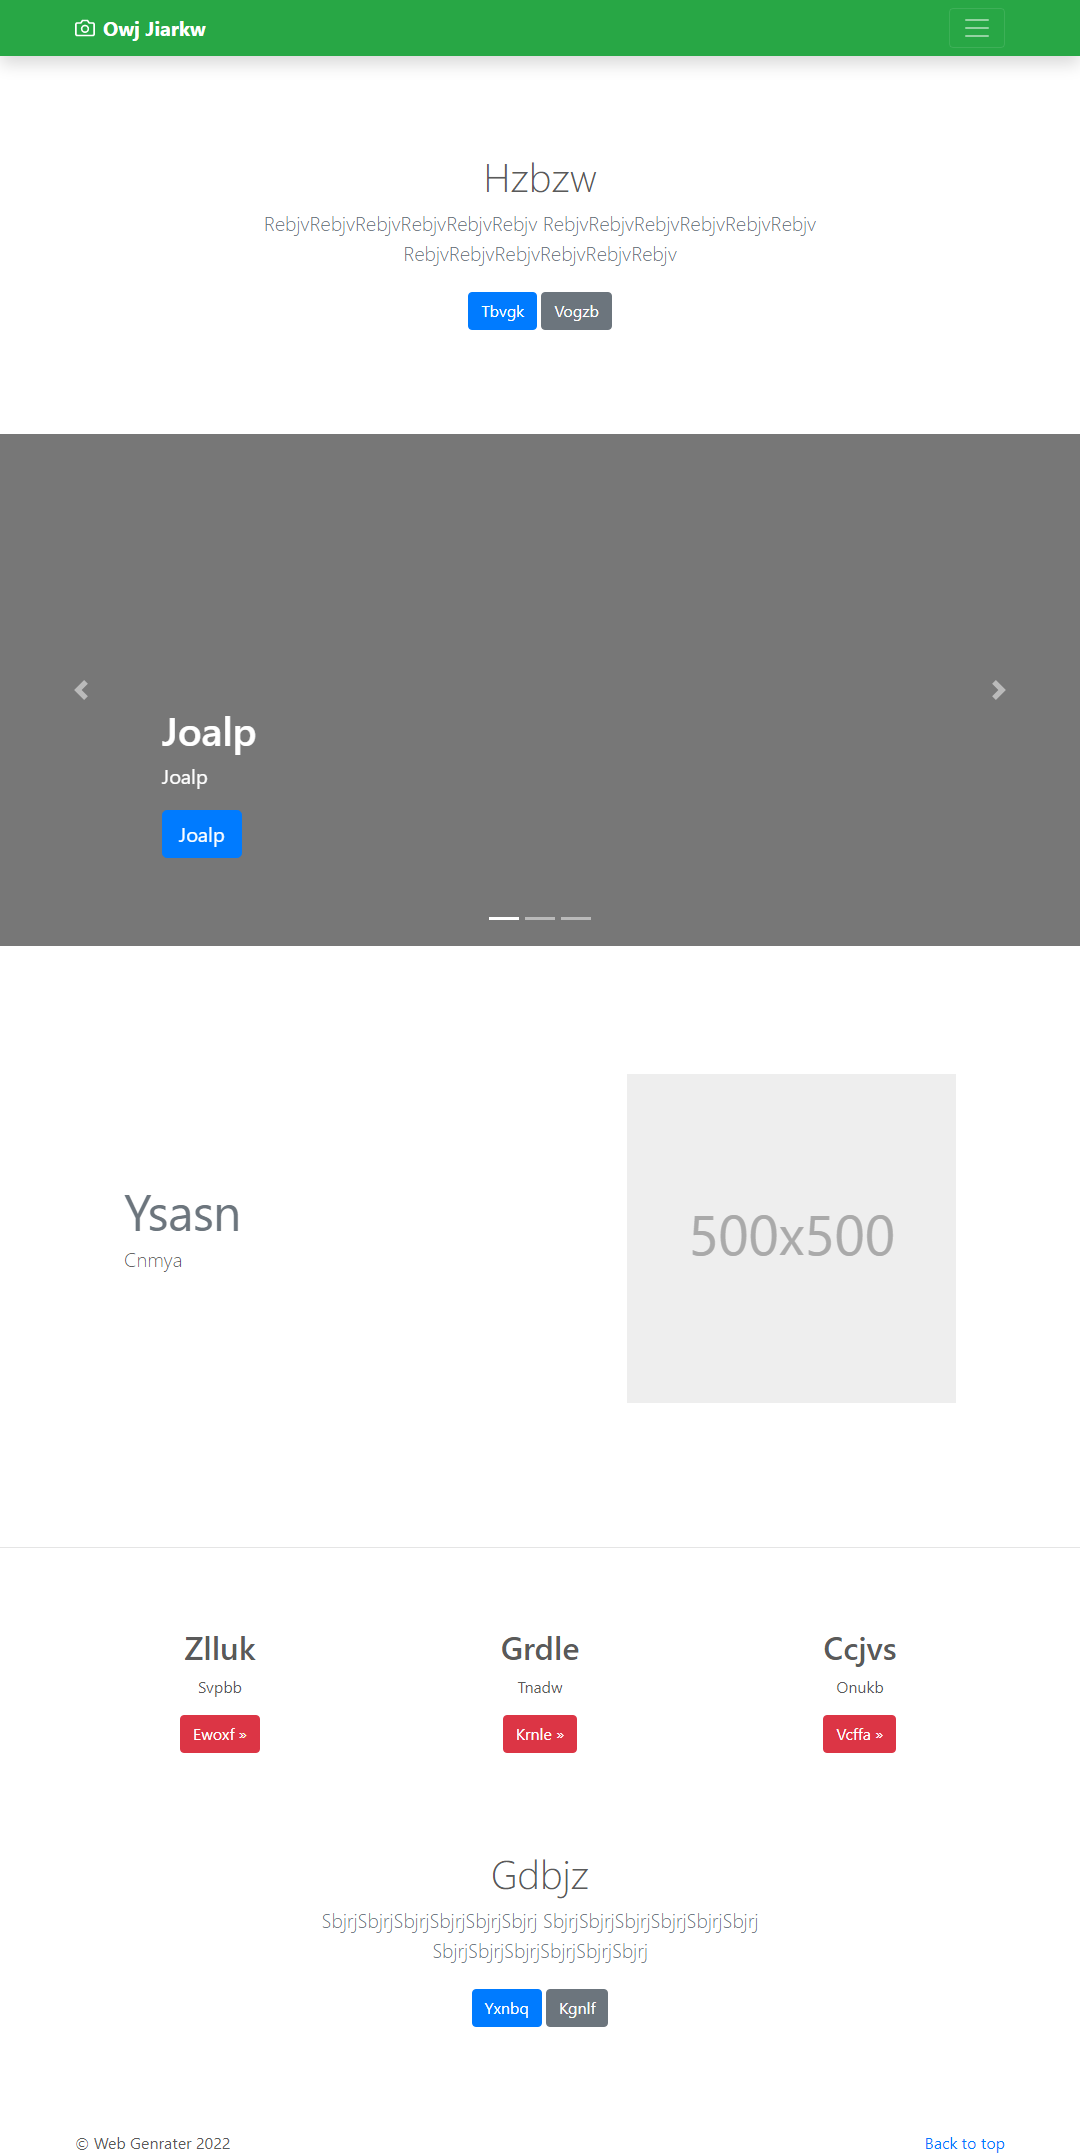 Owj Jiarkw
Hzbzw
RebjvRebjvRebjvRebjvRebjvRebjv RebjvRebjvRebjvRebjvRebjvRebjv
RebjvRebjvRebjvRebjvRebjvRebjv
Tbvgk Vogzb
Joalp
Joalp
Joalp
Ysasn
Cnmya
500x500
Zlluk
Svpbb
Ewoxf »
Grdle
Tnadw
Krnle »
Ccjvs
Onukb
Vcffa »
Gdbjz
SbjrjSbjrjSbjrjSbjrjSbjrjSbjrj SbjrjSbjrjSbjrjSbjrjSbjrjSbjrj
SbjrjSbjrjSbjrjSbjrjSbjrjSbjrj
Yxnbq Kgnlf
© Web Genrater 2022
Back to top